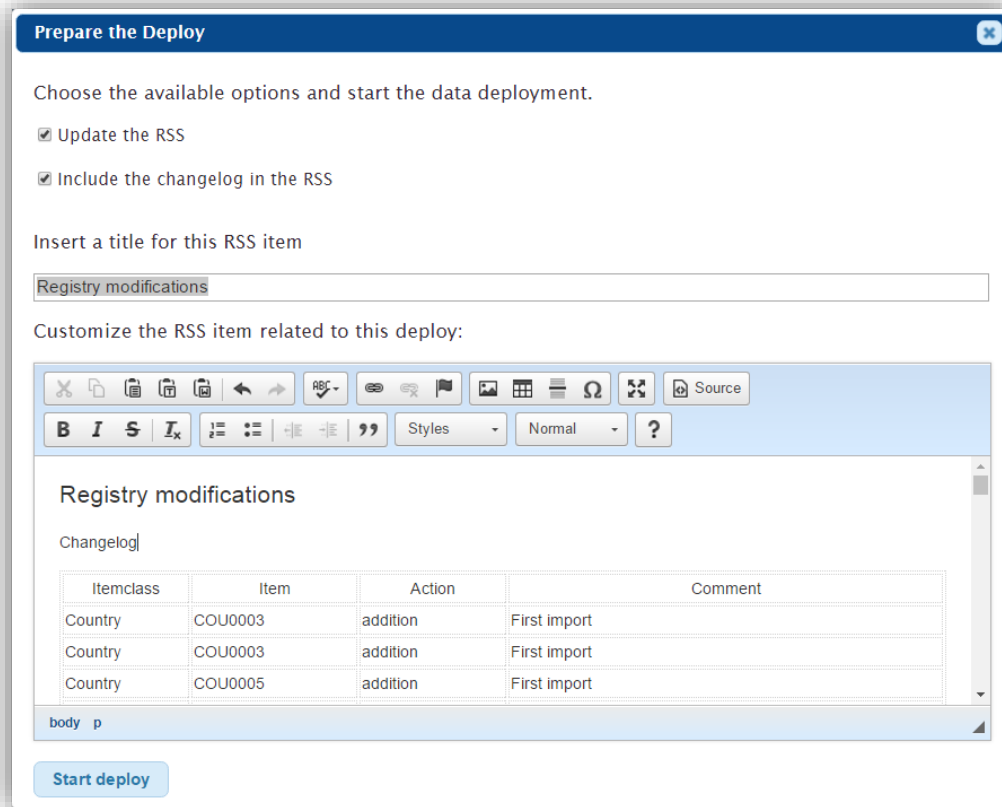 Prepare the Deploy
Choose the available options and start the data deployment.
Update the RSS
Include the changelog in the RSS
Insert a title for this RSS item
Registry modifications
Customize the RSS item related to this deploy:
ABC Ω Source
B I S Ix Styles Normal ?
Registry modifications
Changelog
Itemclass Item Action Comment
Country COU0003 addition First import
Country COU0003 addition First import
Country COU0005 addition First import
body p
Start deploy